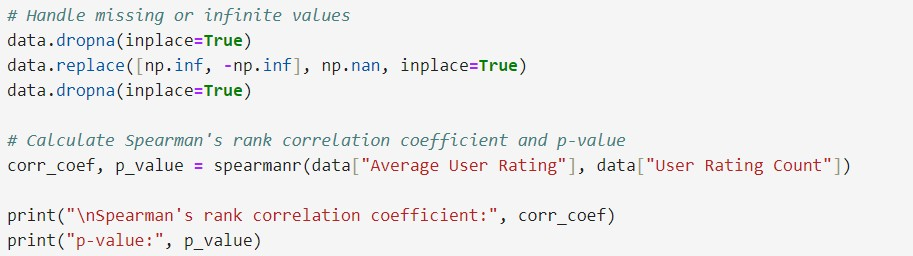 # Handle missing or infinite values
data.dropna(inplace=True)
data.replace([np.inf, -np.inf], np.nan, inplace=True)
data.dropna(inplace=True)
# Calculate Spearman's rank correlation coefficient and p-value
corr_coef, p_value = spearmanr(data["Average User Rating"], data["User Rating Count"])
print("\nSpearman's rank correlation coefficient:", corr_coef)
print("p-value:", p_value)